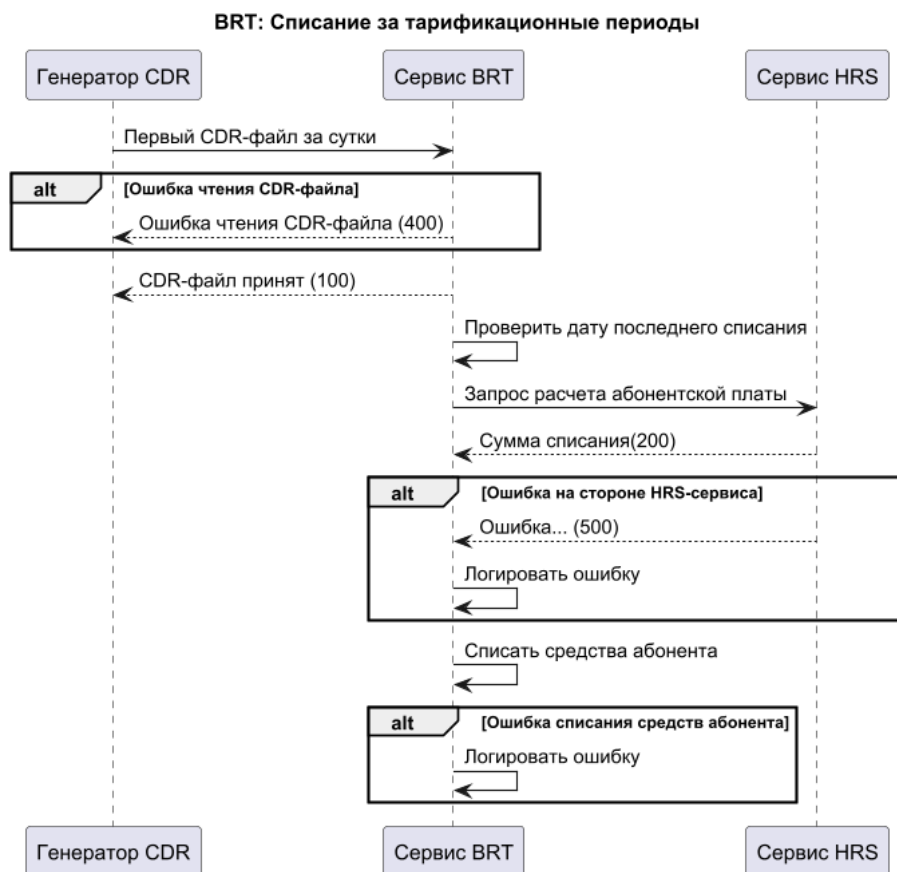 BRT: Списание за тарификационные периоды
Генератор CDR
Сервис BRT
Сервис HRS
Первый CDR-файл за сутки
alt
[Ошибка чтения CDR-файла]
Ошибка чтения CDR-файла (400)
CDR-файл принят (100)
Проверить дату последнего списания
Запрос расчета абонентской платы
Сумма списания(200)
alt
[Ошибка на стороне HRS-сервиса]
Ошибка... (500)
Логировать ошибку
Списать средства абонента
alt
[Ошибка списания средств абонента]
Логировать ошибку
Генератор CDR
Сервис BRT
Сервис HRS